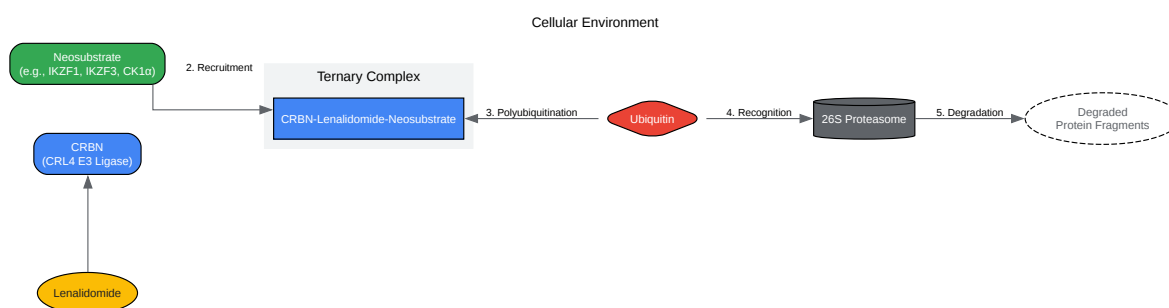 Cellular Environment
Neosubstrate
(e.g., IKZF1, IKZF3, CK1α)
2. Recruitment
Ternary Complex
CRBN-Lenalidomide-Neosubstrate
3. Polyubiquitination
Ubiquitin
4. Recognition
26S Proteasome
5. Degradation
Degraded
Protein Fragments
CRBN
(CRL4 E3 Ligase)
Lenalidomide